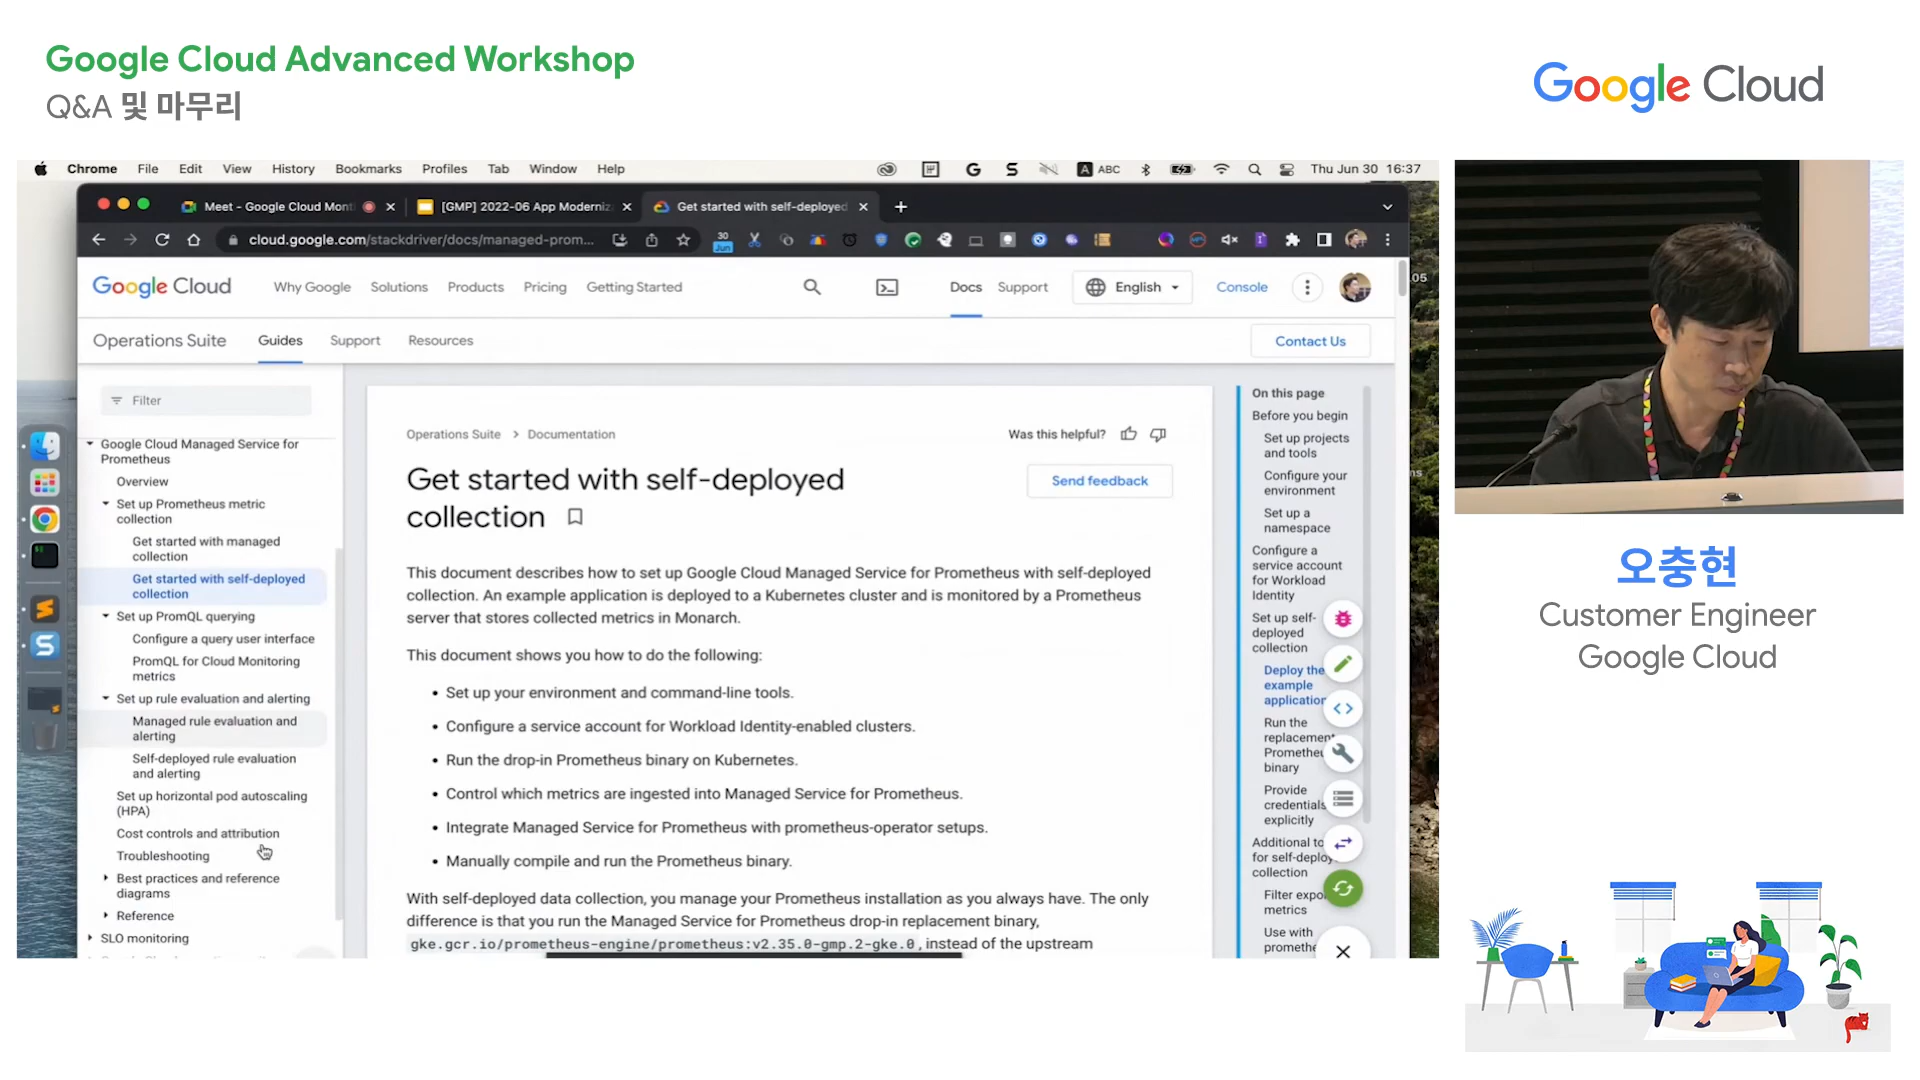 Google Cloud Advanced Workshop
Q&A 및 마무리
Google Cloud
Chrome File Edit View History Bookmarks Profiles Tab Window Help
ABC
Thu Jun 30 16:37
Meet - Google Cloud Mont
[GMP] 2022-06 App Moderniz
Get started with self-deployed
cloud.google.com/stackdriver/docs/managed-prom...
30
Jun
Google Cloud
Why Google Solutions Products Pricing Getting Started
Docs Support
English
Console
Operations Suite Guides Support Resources
Contact Us
Filter
Google Cloud Managed Service for
Prometheus
Overview
Set up Prometheus metric
collection
Get started with managed
collection
Get started with self-deployed
collection
Set up PromQL querying
Configure a query user interface
PromQL for Cloud Monitoring
metrics
Set up rule evaluation and alerting
Managed rule evaluation and
alerting
Self-deployed rule evaluation
and alerting
Set up horizontal pod autoscaling
(HPA)
Cost controls and attribution
Troubleshooting
Best practices and reference
diagrams
Reference
SLO monitoring
Operations Suite > Documentation
Was this helpful?
Get started with self-deployed
collection
Send feedback
This document describes how to set up Google Cloud Managed Service for Prometheus with self-deployed
collection. An example application is deployed to a Kubernetes cluster and is monitored by a Prometheus
server that stores collected metrics in Monarch.
This document shows you how to do the following:
• Set up your environment and command-line tools.
• Configure a service account for Workload Identity-enabled clusters.
• Run the drop-in Prometheus binary on Kubernetes.
• Control which metrics are ingested into Managed Service for Prometheus.
• Integrate Managed Service for Prometheus with prometheus-operator setups.
• Manually compile and run the Prometheus binary.
With self-deployed data collection, you manage your Prometheus installation as you always have. The only
difference is that you run the Managed Service for Prometheus drop-in replacement binary,
gke.gcr.io/prometheus-engine/prometheus:v2.35.0-gmp.2-gke.0, instead of the upstream
On this page
Before you begin
Set up projects
and tools
Configure your
environment
Set up a
namespace
Configure a
service account
for Workload
Identity
Set up self-
deployed
collection
Deploy the
example
application
Run the
replacement
Prometheu
binary
Provide
credentials
explicitly
Additional to
for self-deploy
collection
Filter expo
metrics
Use with
promethe
05
ns
오충현
Customer Engineer
Google Cloud